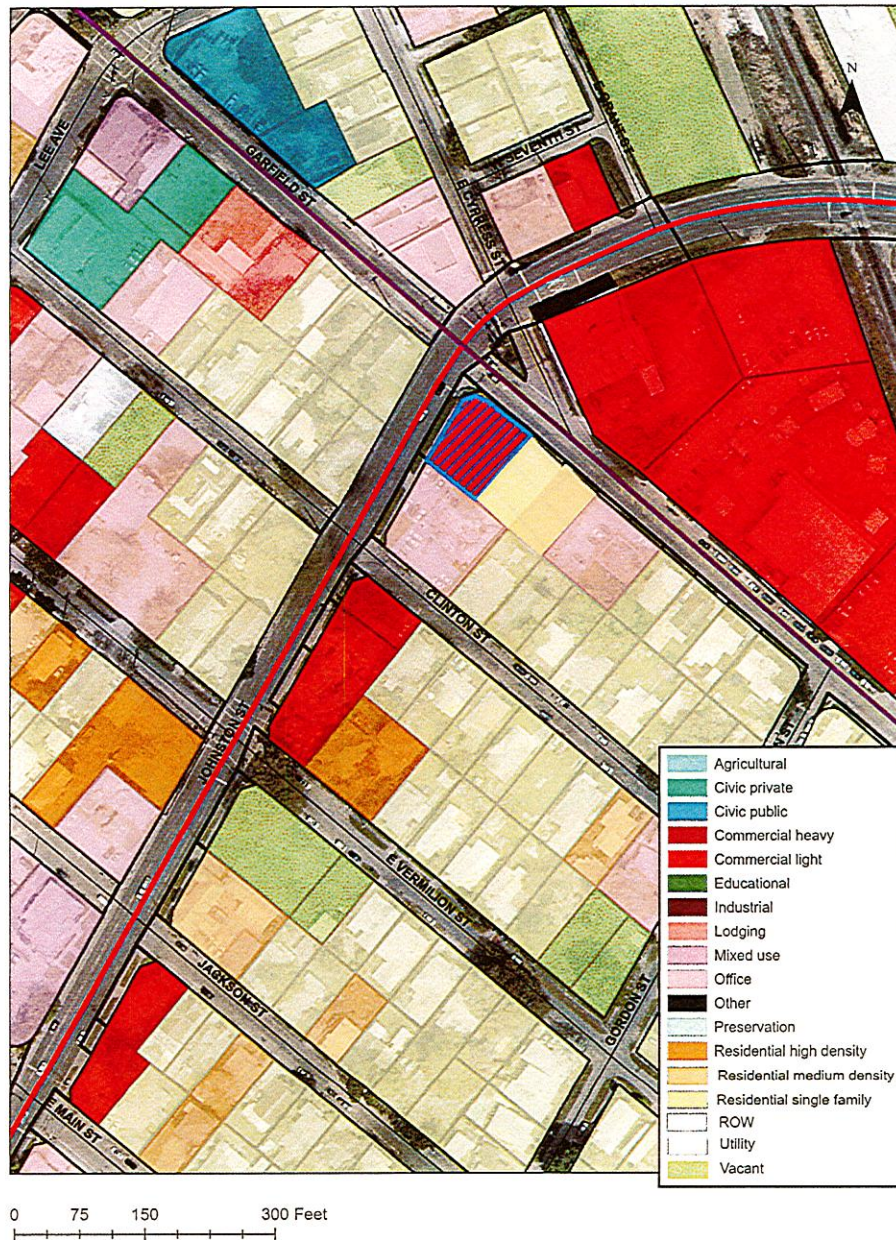 N
LEE AVE
GARFIELD ST
SEVENTH ST
CLINTON ST
JOHNSTON ST
E VERMILION ST
JACKSON ST
GORDON ST
E MAIN ST
Agricultural
Civic private
Civic public
Commercial heavy
Commercial light
Educational
Industrial
Lodging
Mixed use
Office
Other
Preservation
Residential high density
Residential medium density
Residential single family
ROW
Utility
Vacant
0 75 150 300 Feet